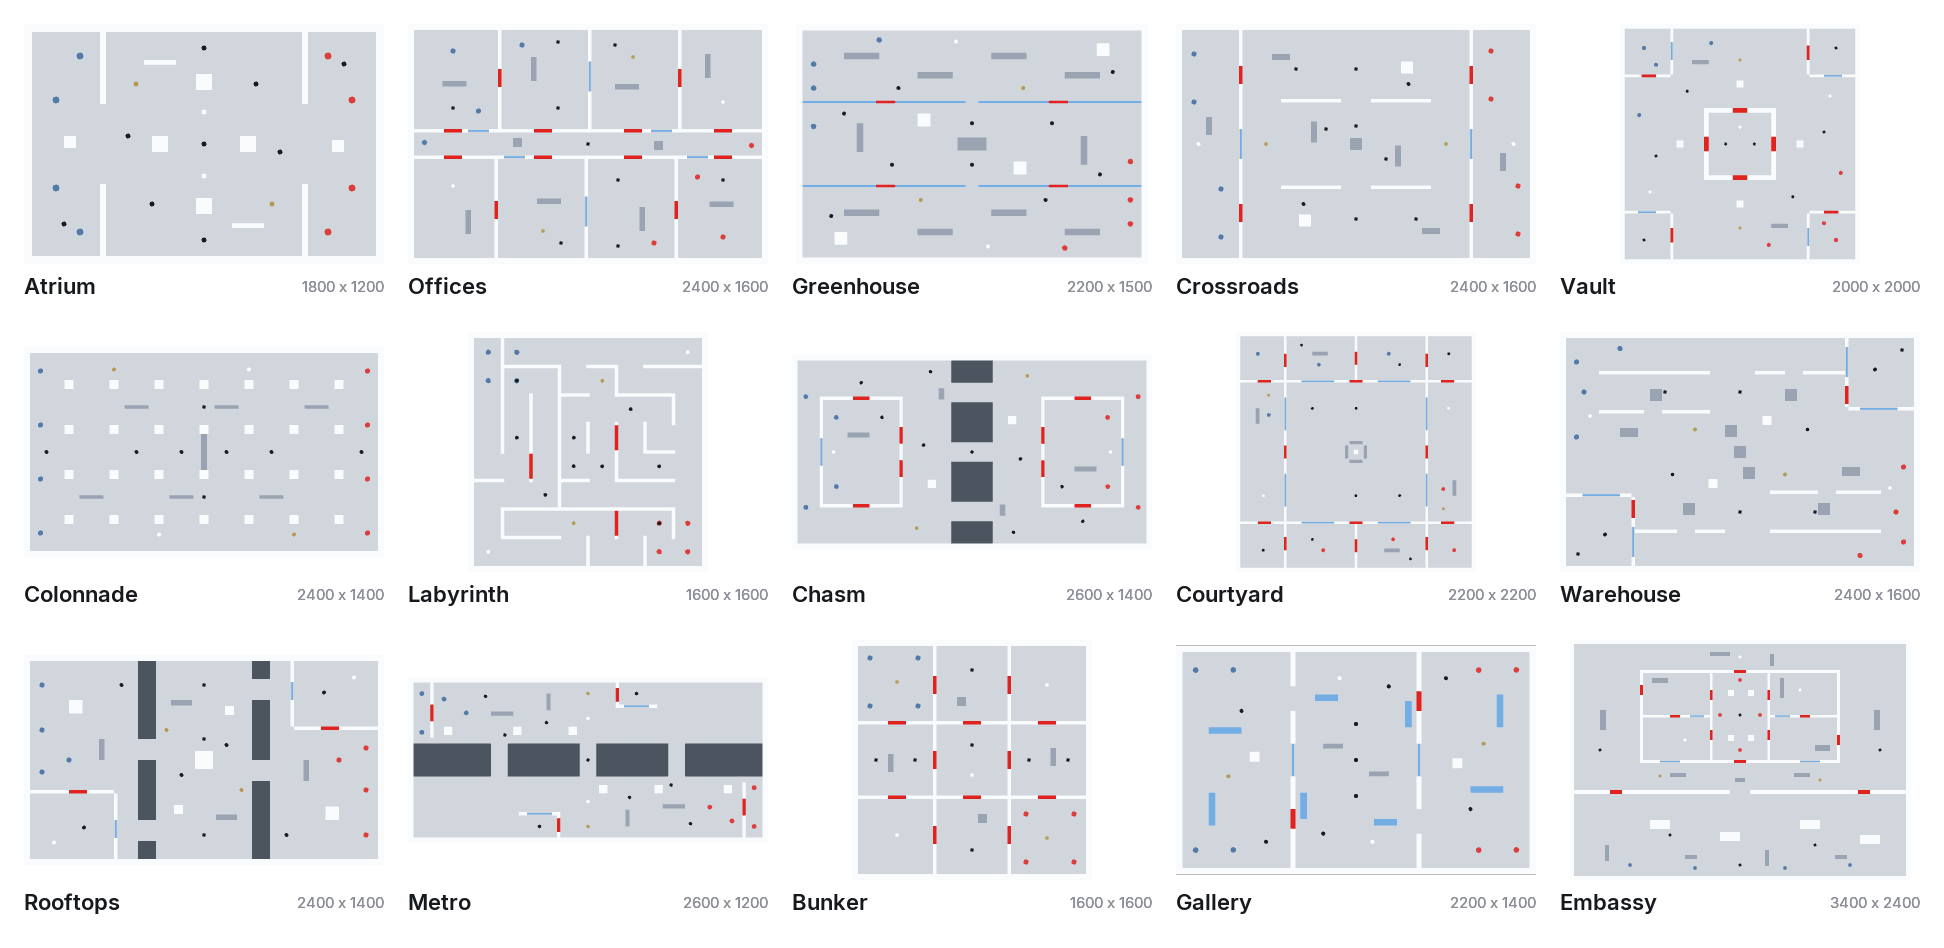 Atrium 1800 x 1200
Offices 2400 x 1600
Greenhouse 2200 x 1500
Crossroads 2400 x 1600
Vault 2000 x 2000
Colonnade 2400 x 1400
Labyrinth 1600 x 1600
Chasm 2600 x 1400
Courtyard 2200 x 2200
Warehouse 2400 x 1600
Rooftops 2400 x 1400
Metro 2600 x 1200
Bunker 1600 x 1600
Gallery 2200 x 1400
Embassy 3400 x 2400